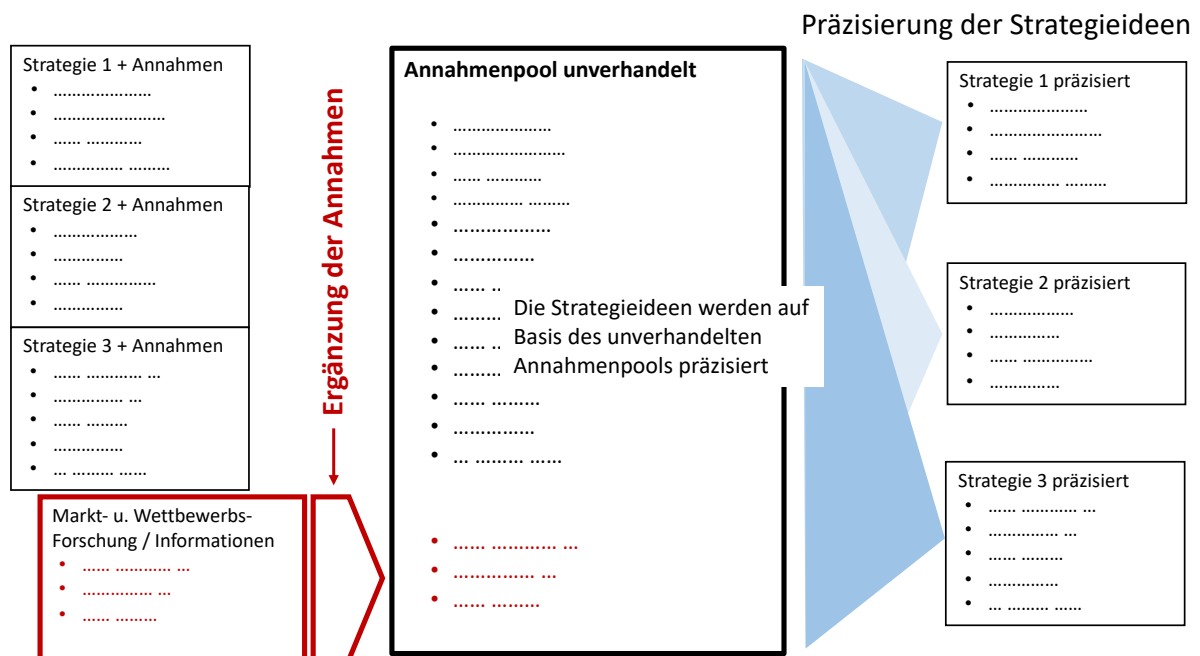 Präzisierung der Strategieideen
Strategie 1 + Annahmen
• …………………
• ……………………
• …… …………
• …………… ………
Strategie 2 + Annahmen
• ………………
• ……………
• …… ……………
• ……………
Strategie 3 + Annahmen
• …… ………… …
• …………… …
• …… ………
• ……………
• … ……… ……
Markt- u. Wettbewerbs-
Forschung / Informationen
• …… ………… …
• …………… …
• …… ………
Ergänzung der Annahmen
Annahmenpool unverhandelt
• …………………
• ……………………
• …… …………
• …………… ………
• …………………
• ………………
• …… …
• ………
• …… …
• ………
• …… ………
• ………………
• … ……… ……
Die Strategieideen werden auf
Basis des unverhandelten
Annahmenpools präzisiert
• …… ………… …
• …………… …
• …… ………
Strategie 1 präzisiert
• …………………
• ……………………
• …… …………
• …………… ………
Strategie 2 präzisiert
• ………………
• ……………
• …… ……………
• ……………
Strategie 3 präzisiert
• …… ………… …
• …………… …
• …… ………
• ……………
• … ……… ……